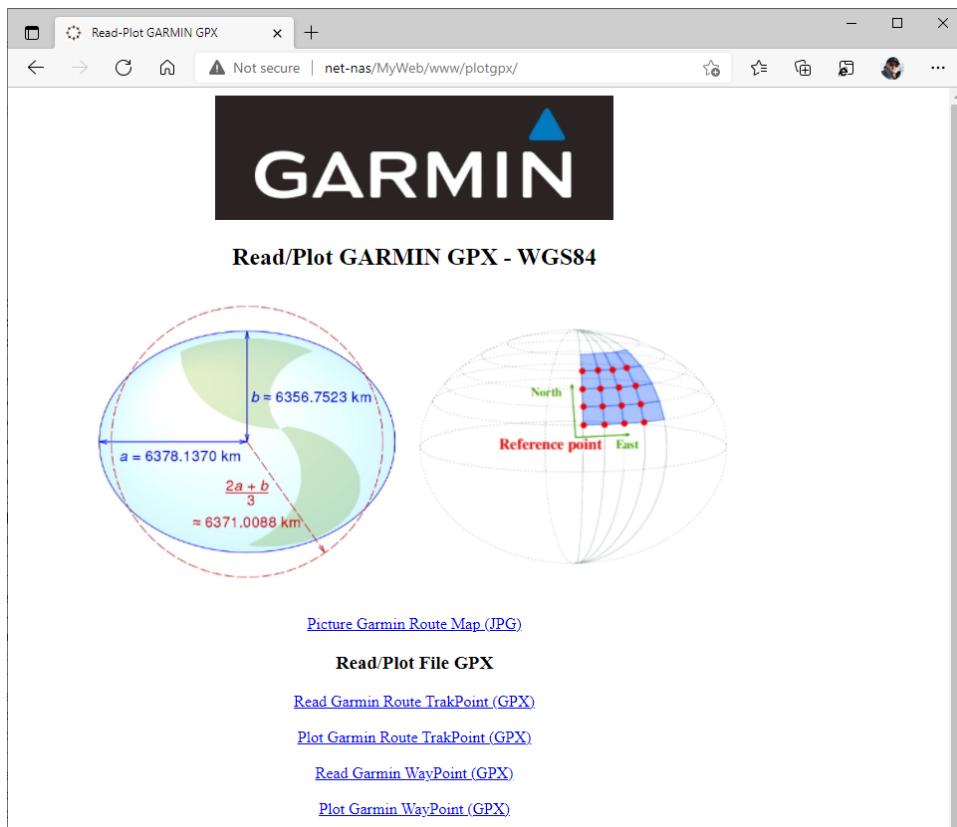 Read-Plot GARMIN GPX
Not secure | net-nas/MyWeb/www/plotgpx/
GARMIN
Read/Plot GARMIN GPX - WGS84
b ≈ 6356.7523 km
a = 6378.1370 km
2a + b
3
≈ 6371.0088 km
North
Reference point
East
Picture Garmin Route Map (JPG)
Read/Plot File GPX
Read Garmin Route TrakPoint (GPX)
Plot Garmin Route TrakPoint (GPX)
Read Garmin WayPoint (GPX)
Plot Garmin WayPoint (GPX)